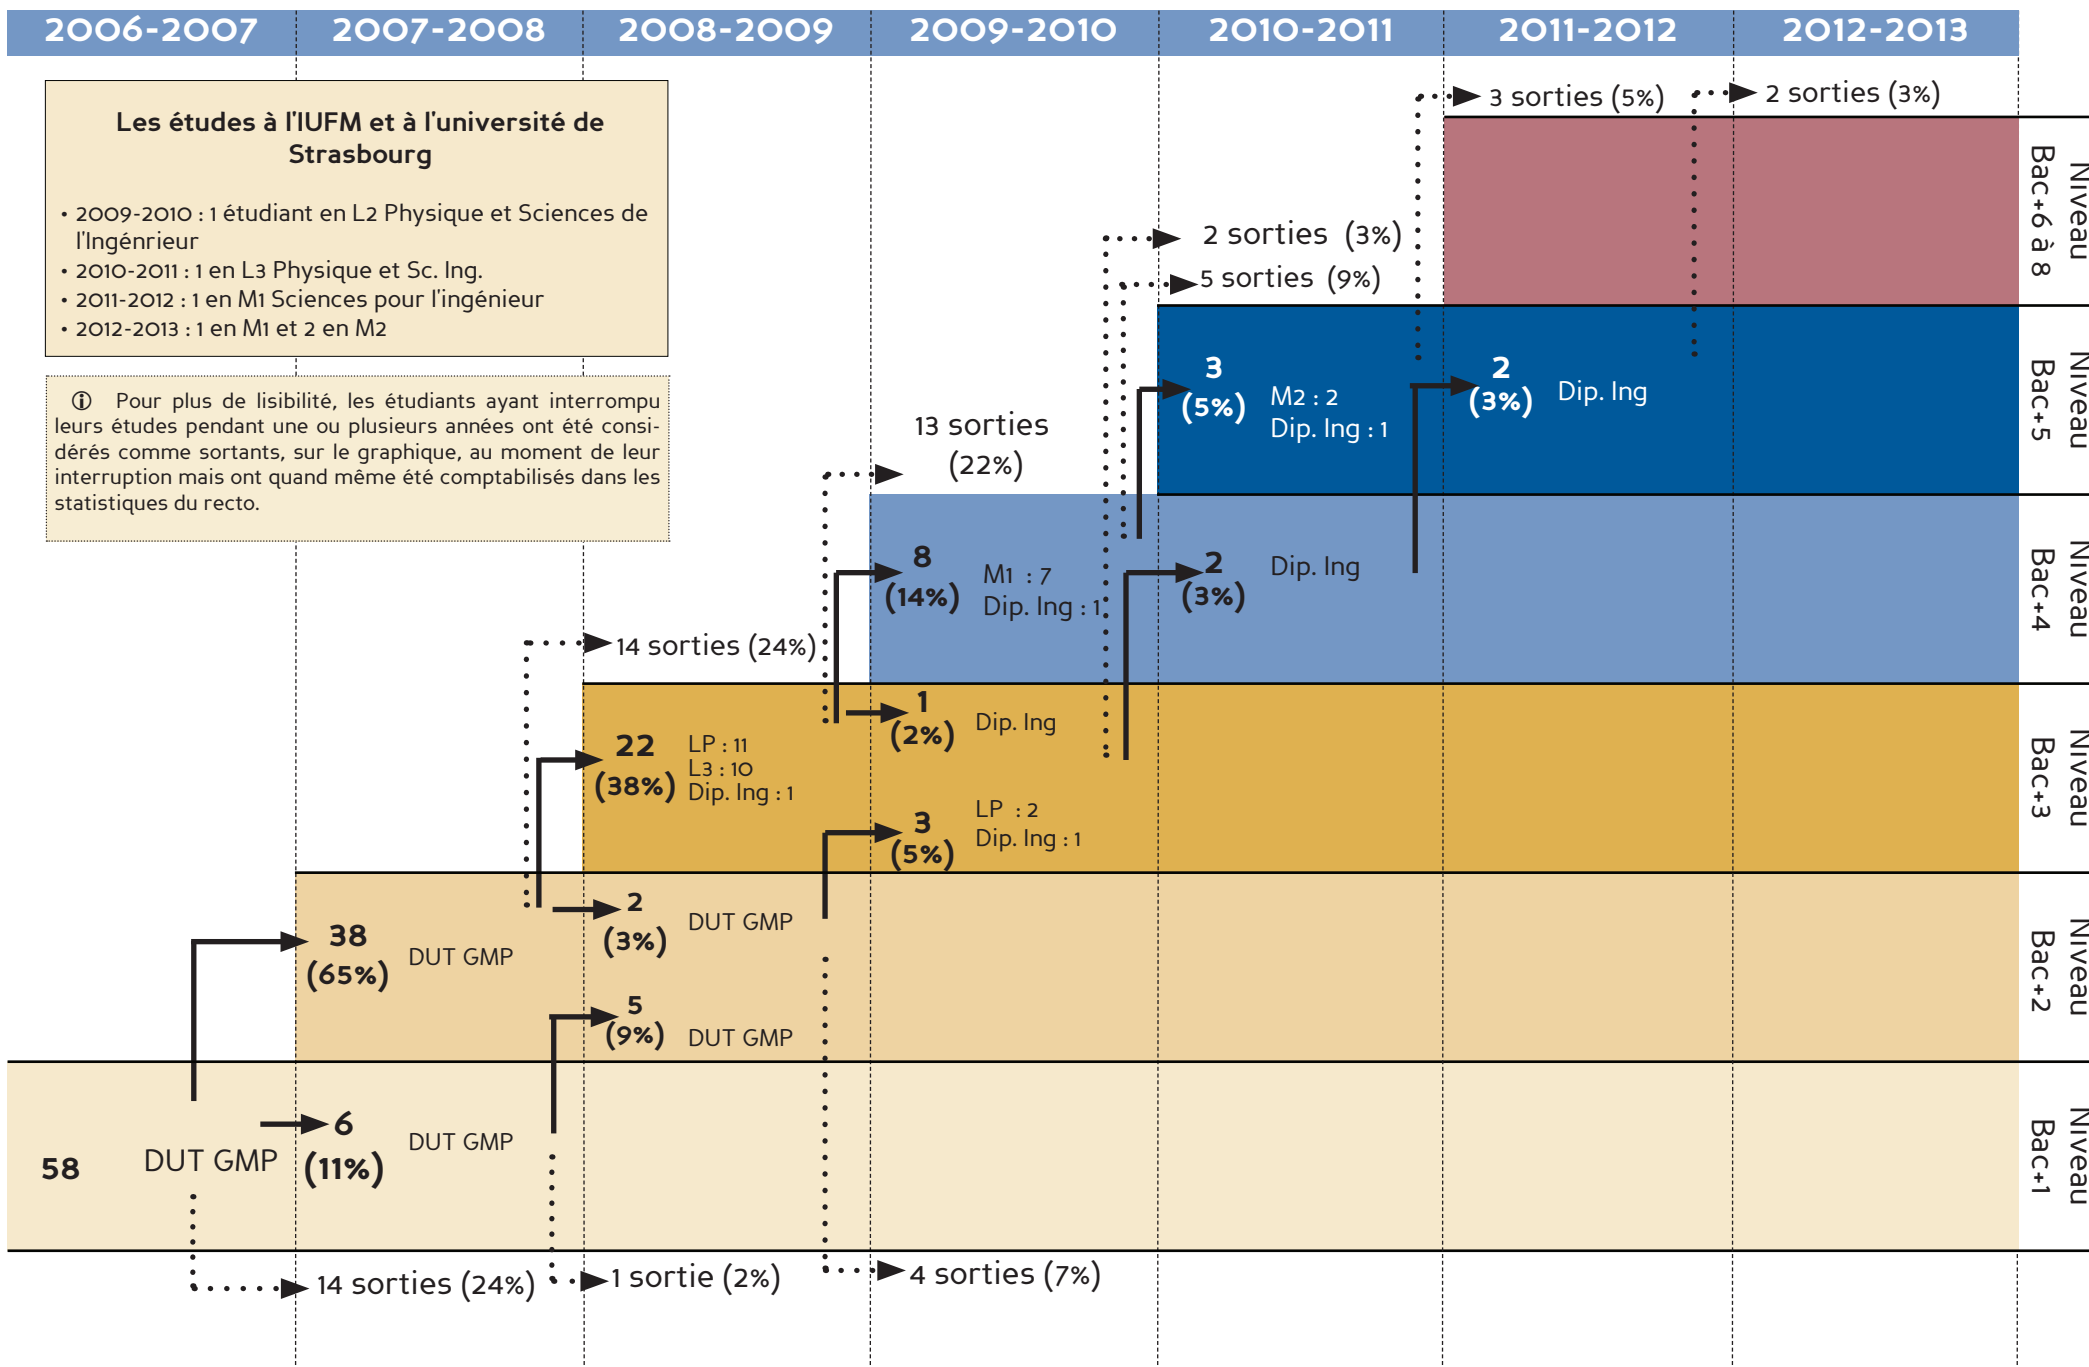 2006-2007 2007-2008 2008-2009 2009-2010 2010-2011 2011-2012 2012-2013
Les études à l'IUFM et à l'université de
Strasbourg
• 2009-2010 : 1 étudiant en L2 Physique et Sciences de
l'Ingénrieur
• 2010-2011 : 1 en L3 Physique et Sc. Ing.
• 2011-2012 : 1 en M1 Sciences pour l'ingénieur
• 2012-2013 : 1 en M1 et 2 en M2
ⓘ Pour plus de lisibilité, les étudiants ayant interrompu
leurs études pendant une ou plusieurs années ont été consi-
dérés comme sortants, sur le graphique, au moment de leur
interruption mais ont quand même été comptabilisés dans les
statistiques du recto.
3 sorties (5%)
2 sorties (3%)
Niveau
Bac+6 à 8
2 sorties (3%)
5 sorties (9%)
3
(5%)
M2 : 2
Dip. Ing : 1
2
(3%)
Dip. Ing
Niveau
Bac+5
13 sorties
(22%)
8
(14%)
M1 : 7
Dip. Ing : 1
2
(3%)
Dip. Ing
Niveau
Bac+4
14 sorties (24%)
22
(38%)
LP : 11
L3 : 10
Dip. Ing : 1
1
(2%)
Dip. Ing
3
(5%)
LP : 2
Dip. Ing : 1
Niveau
Bac+3
38
(65%)
DUT GMP
2
(3%)
DUT GMP
5
(9%)
DUT GMP
Niveau
Bac+2
58
DUT GMP
6
(11%)
DUT GMP
Niveau
Bac+1
14 sorties (24%)
1 sortie (2%)
4 sorties (7%)